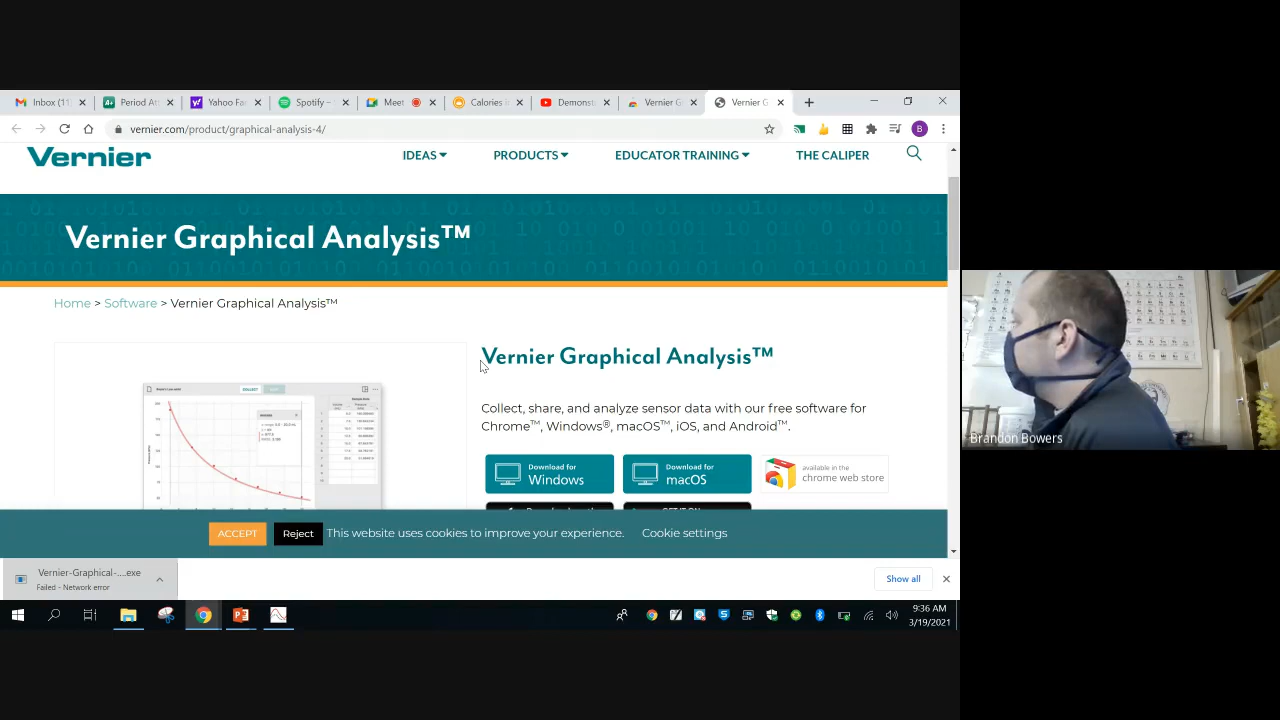 Inbox (11)
Period Att
Yahoo Fan
Spotify –
Meet
Calories i
Demonst
Vernier G
Vernier G
vernier.com/product/graphical-analysis-4/
B
Vernier
IDEAS
PRODUCTS
EDUCATOR TRAINING
THE CALIPER
Vernier Graphical Analysis™
Home > Software > Vernier Graphical Analysis™
Vernier Graphical Analysis™
Collect, share, and analyze sensor data with our free software for
Chrome™, Windows®, macOS™, iOS, and Android™.
COLLECT
Download for
Windows
Download for
macOS
available in the
chrome web store
ACCEPT
Reject
This website uses cookies to improve your experience.
Cookie settings
Vernier-Graphical-....exe
Failed - Network error
Show all
9:36 AM
3/19/2021
Brandon Bowers